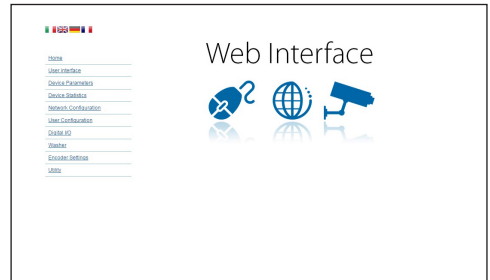 Web Interface
Home
User interface
Device Parameters
Device Statistics
Network Configuration
User Configuration
Digital I/O
Washer
Encoder Settings
Utility